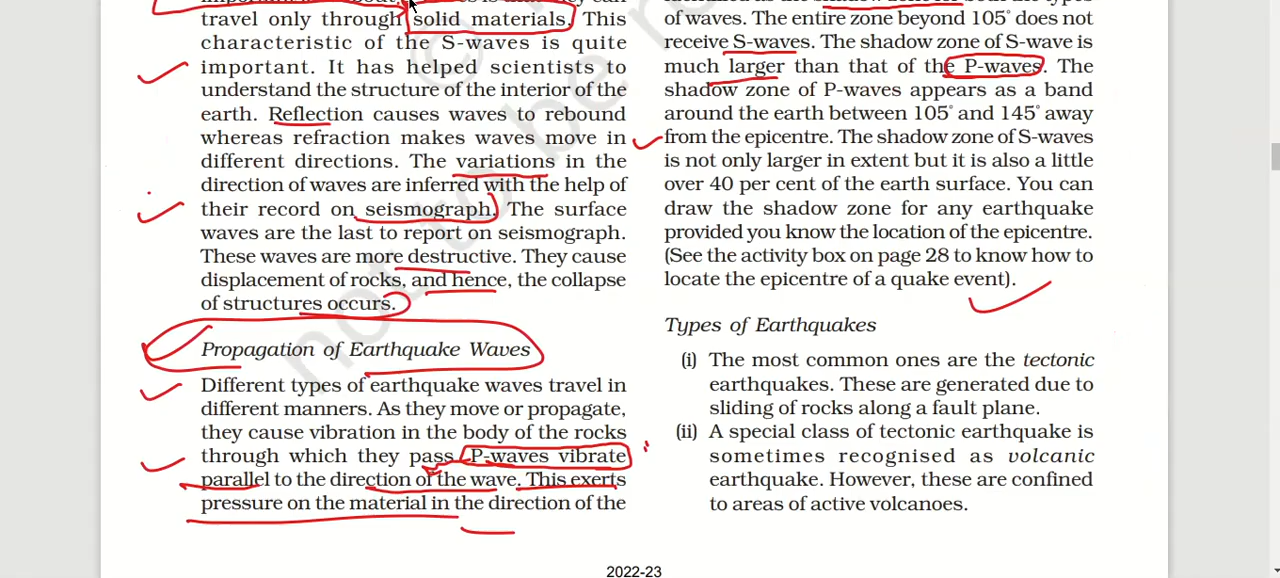 travel only through solid materials. This
characteristic of the S-waves is quite
important. It has helped scientists to
understand the structure of the interior of the
earth. Reflection causes waves to rebound
whereas refraction makes waves move in
different directions. The variations in the
direction of waves are inferred with the help of
their record on seismograph. The surface
waves are the last to report on seismograph.
These waves are more destructive. They cause
displacement of rocks, and hence, the collapse
of structures occurs.
Propagation of Earthquake Waves
Different types of earthquake waves travel in
different manners. As they move or propagate,
they cause vibration in the body of the rocks
through which they pass. P-waves vibrate
parallel to the direction of the wave. This exerts
pressure on the material in the direction of the
of waves. The entire zone beyond 105° does not
receive S-waves. The shadow zone of S-wave is
much larger than that of the P-waves. The
shadow zone of P-waves appears as a band
around the earth between 105° and 145° away
from the epicentre. The shadow zone of S-waves
is not only larger in extent but it is also a little
over 40 per cent of the earth surface. You can
draw the shadow zone for any earthquake
provided you know the location of the epicentre.
(See the activity box on page 28 to know how to
locate the epicentre of a quake event).
Types of Earthquakes
(i) The most common ones are the tectonic
earthquakes. These are generated due to
sliding of rocks along a fault plane.
(ii) A special class of tectonic earthquake is
sometimes recognised as volcanic
earthquake. However, these are confined
to areas of active volcanoes.
2022-23
not to be